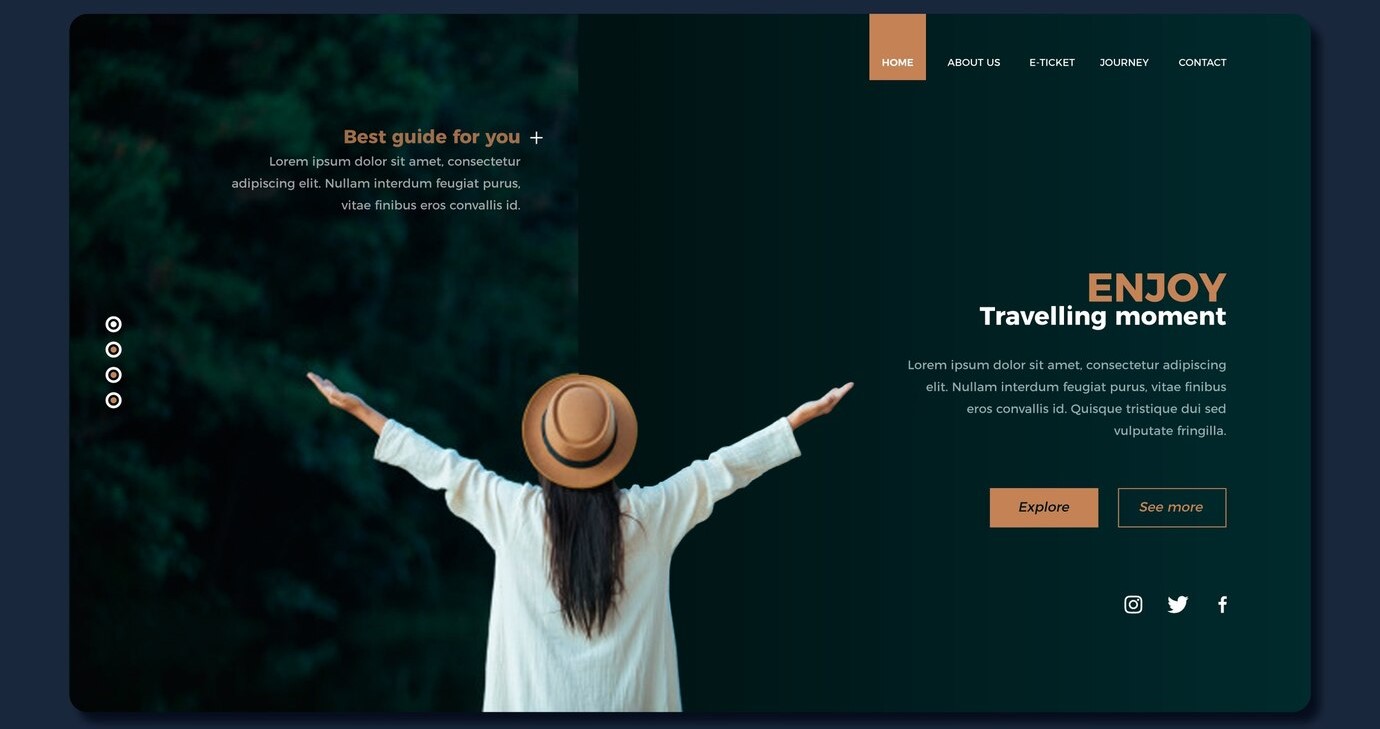 HOME ABOUT US E-TICKET JOURNEY CONTACT
Best guide for you +
Lorem ipsum dolor sit amet, consectetur
adipiscing elit. Nullam interdum feugiat purus,
vitae finibus eros convallis id.
ENJOY
Travelling moment
Lorem ipsum dolor sit amet, consectetur adipiscing
elit. Nullam interdum feugiat purus, vitae finibus
eros convallis id. Quisque tristique dui sed
vulputate fringilla.
Explore See more